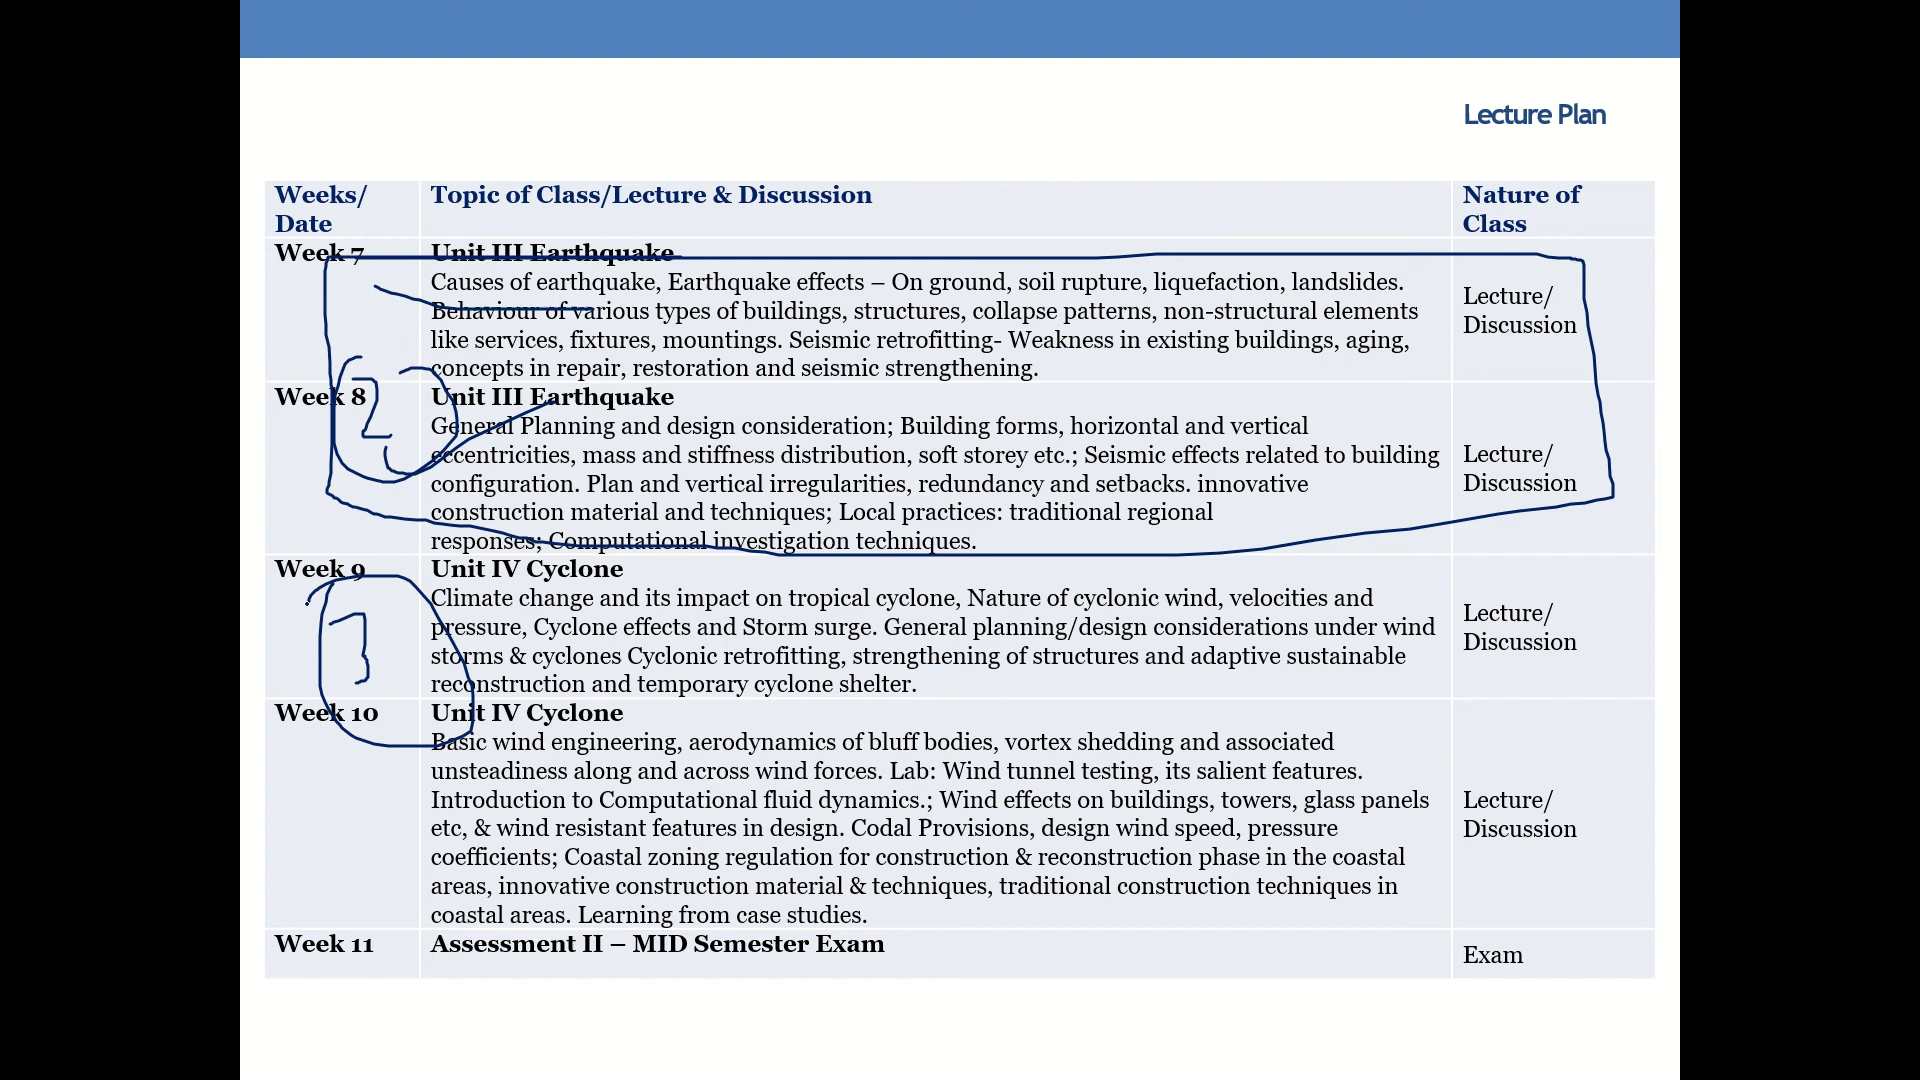 Lecture Plan
Weeks/
Date
Topic of Class/Lecture & Discussion
Nature of
Class
Week 7
Unit III Earthquake
Causes of earthquake, Earthquake effects – On ground, soil rupture, liquefaction, landslides.
Behaviour of various types of buildings, structures, collapse patterns, non-structural elements
like services, fixtures, mountings. Seismic retrofitting- Weakness in existing buildings, aging,
concepts in repair, restoration and seismic strengthening.
Lecture/
Discussion
Week 8
Unit III Earthquake
General Planning and design consideration; Building forms, horizontal and vertical
eccentricities, mass and stiffness distribution, soft storey etc.; Seismic effects related to building
configuration. Plan and vertical irregularities, redundancy and setbacks. innovative
construction material and techniques; Local practices: traditional regional
responses; Computational investigation techniques.
Lecture/
Discussion
Week 9
Unit IV Cyclone
Climate change and its impact on tropical cyclone, Nature of cyclonic wind, velocities and
pressure, Cyclone effects and Storm surge. General planning/design considerations under wind
storms & cyclones Cyclonic retrofitting, strengthening of structures and adaptive sustainable
reconstruction and temporary cyclone shelter.
Lecture/
Discussion
Week 10
Unit IV Cyclone
Basic wind engineering, aerodynamics of bluff bodies, vortex shedding and associated
unsteadiness along and across wind forces. Lab: Wind tunnel testing, its salient features.
Introduction to Computational fluid dynamics.; Wind effects on buildings, towers, glass panels
etc, & wind resistant features in design. Codal Provisions, design wind speed, pressure
coefficients; Coastal zoning regulation for construction & reconstruction phase in the coastal
areas, innovative construction material & techniques, traditional construction techniques in
coastal areas. Learning from case studies.
Lecture/
Discussion
Week 11
Assessment II – MID Semester Exam
Exam